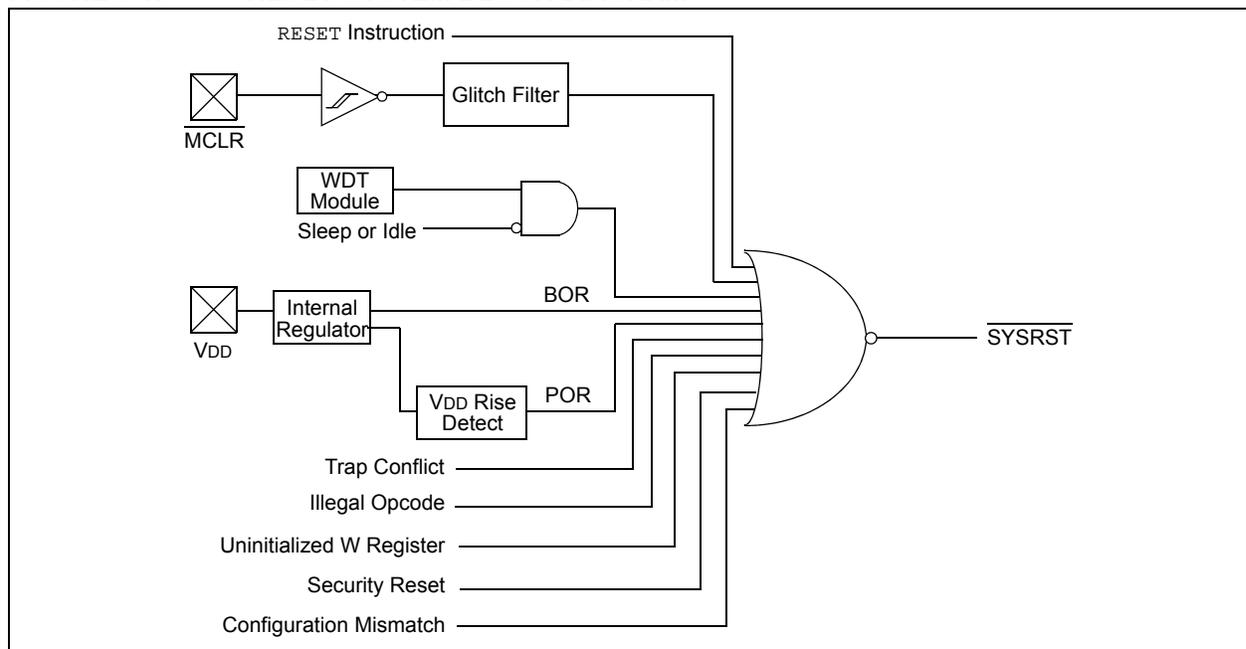 RESET Instruction
Glitch Filter
MCLR
WDT
Module
Sleep or Idle
BOR
Internal
Regulator
VDD
SYSRST
POR
VDD Rise
Detect
Trap Conflict
Illegal Opcode
Uninitialized W Register
Security Reset
Configuration Mismatch